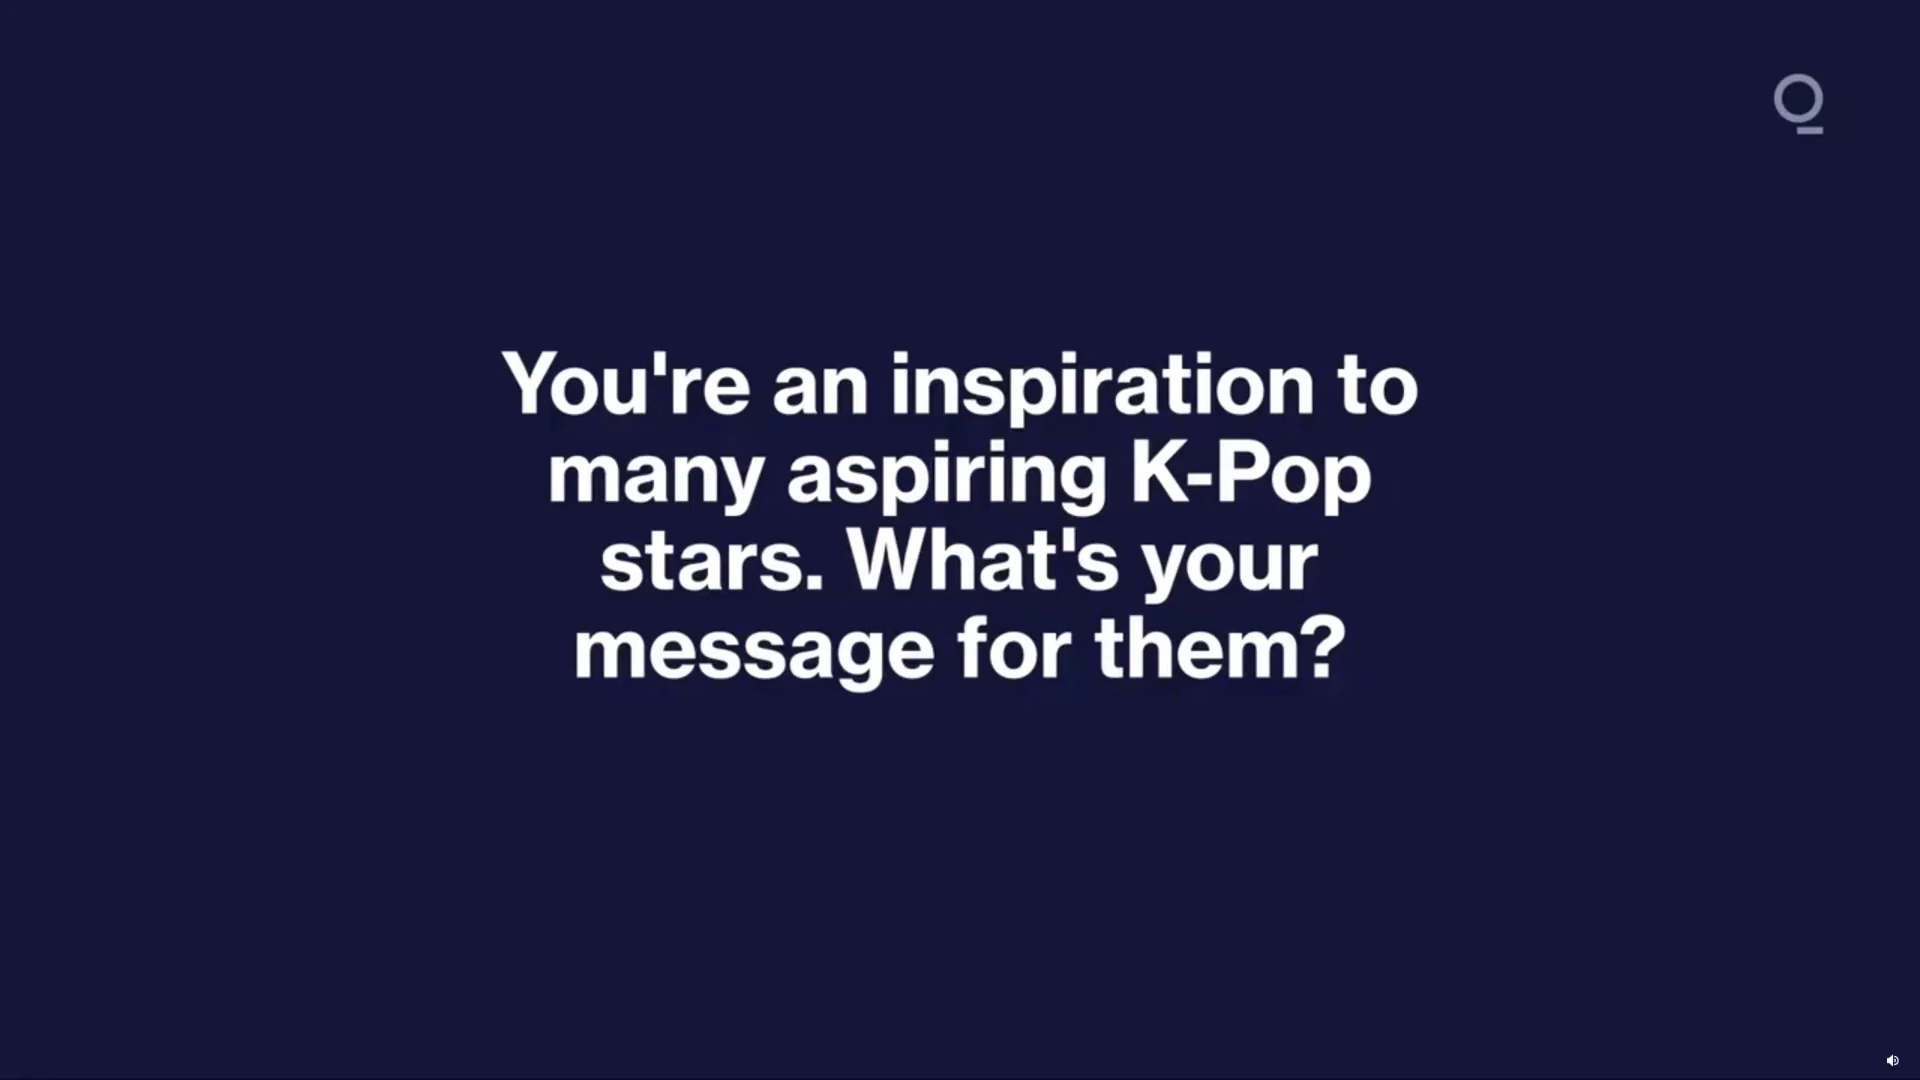 You're an inspiration to
many aspiring K-Pop
stars. What's your
message for them?